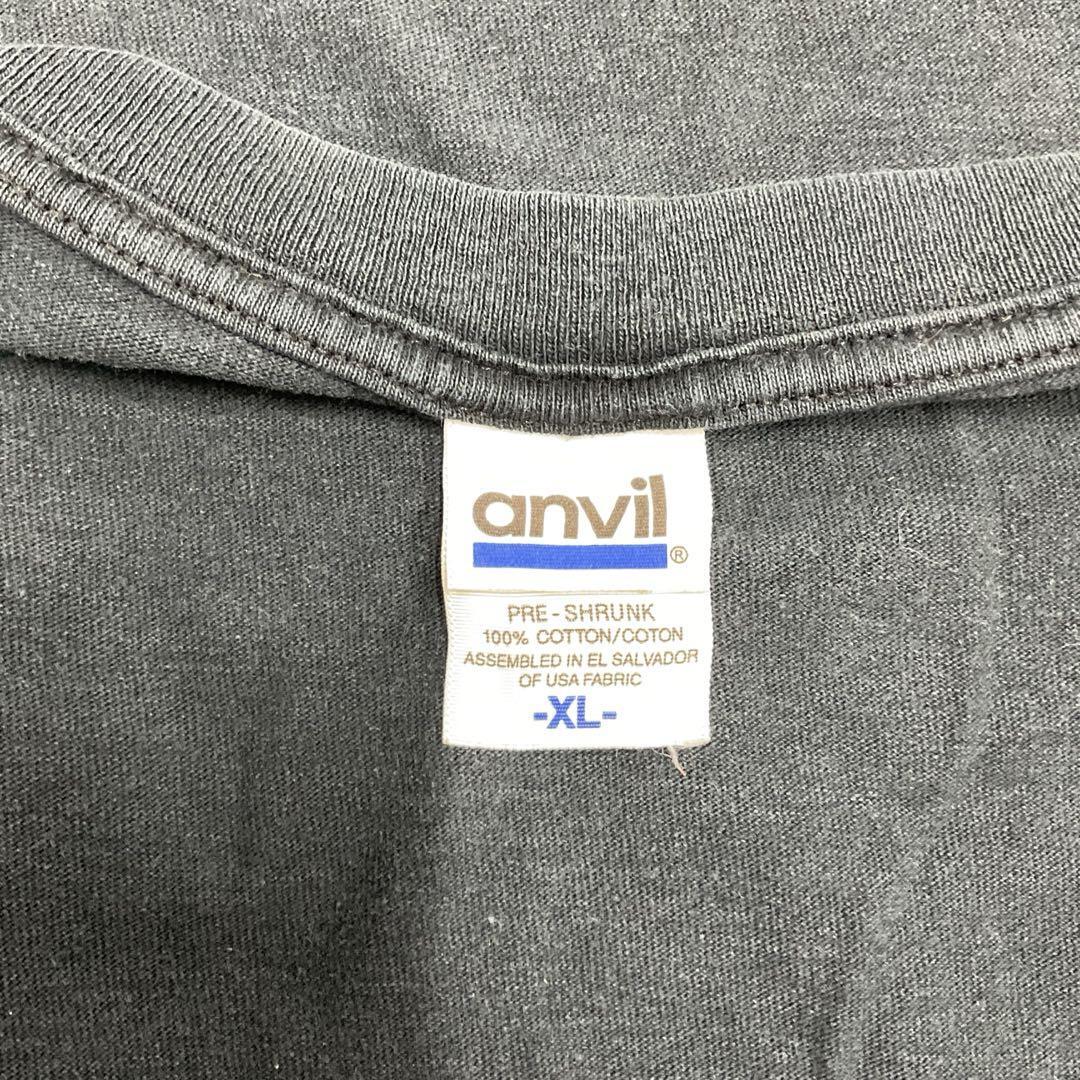 anvil
®
PRE-SHRUNK
100% COTTON/COTON
ASSEMBLED IN EL SALVADOR
OF USA FABRIC
-XL-